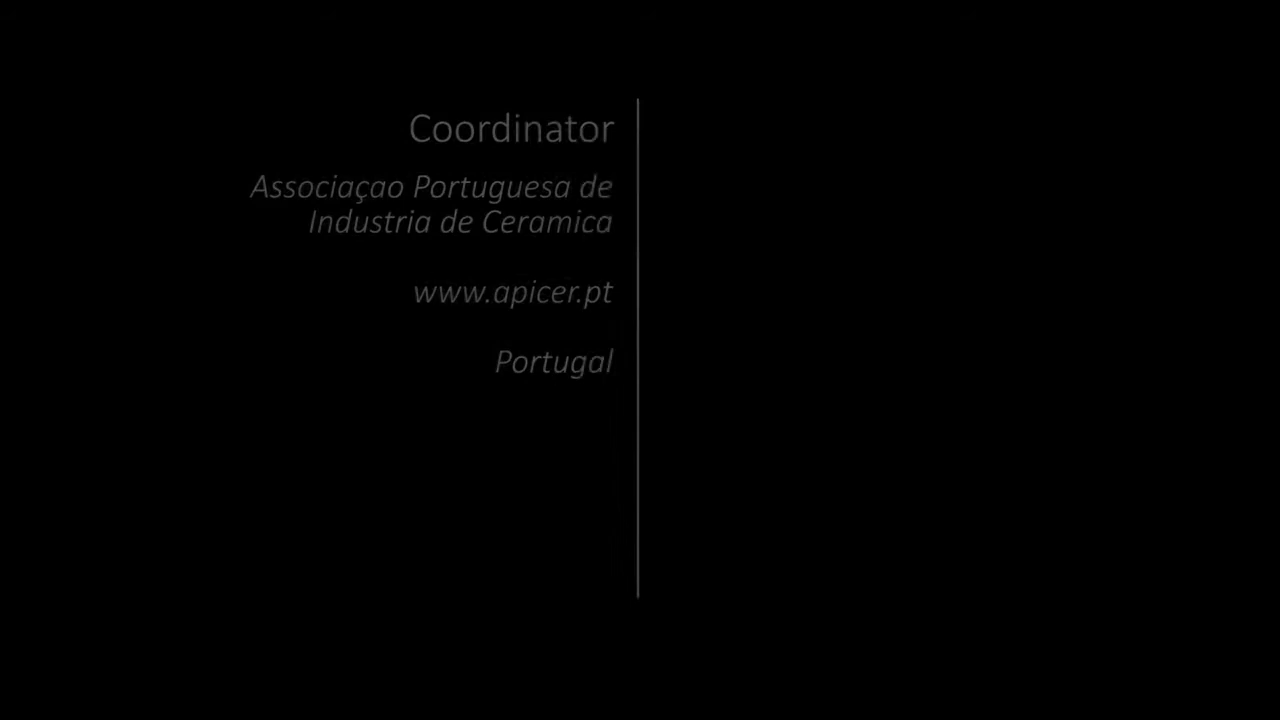 Coordinator
Associaçao Portuguesa de
Industria de Ceramica
www.apicer.pt
Portugal